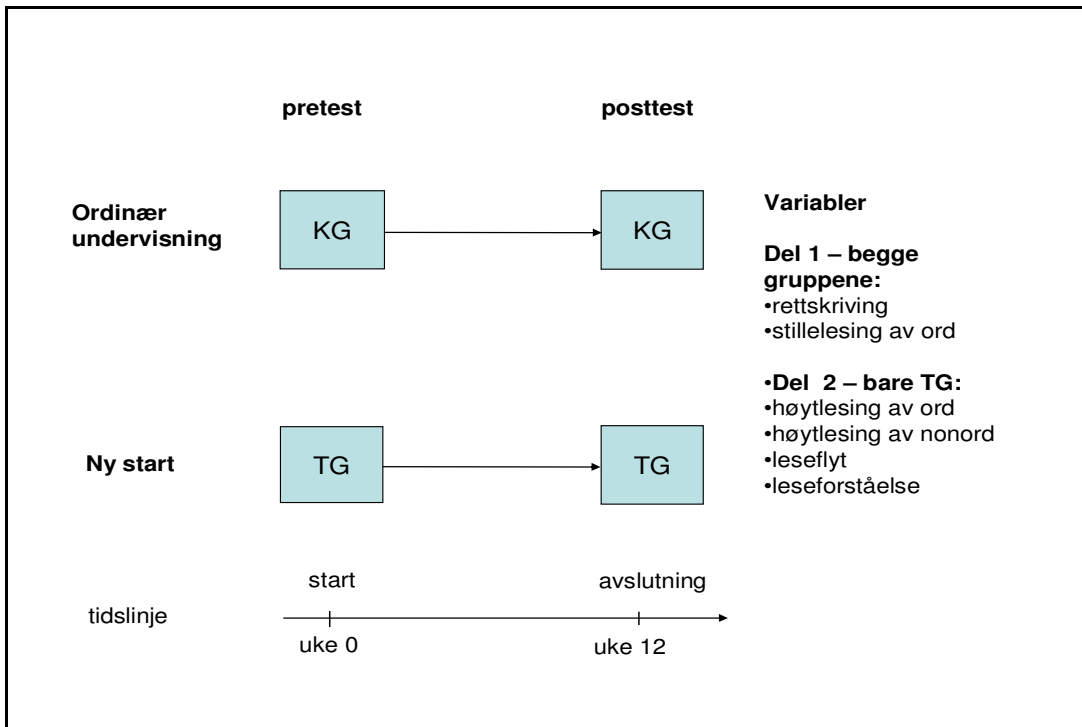 pretest
posttest
Ordinær
undervisning
KG
KG
Variabler
Del 1 – begge
gruppene:
•rettskriving
•stillelesing av ord
•Del  2 – bare TG:
•høytlesing av ord
•høytlesing av nonord
•leseflyt
•leseforståelse
Ny start
TG
TG
start
avslutning
tidslinje
uke 0
uke 12